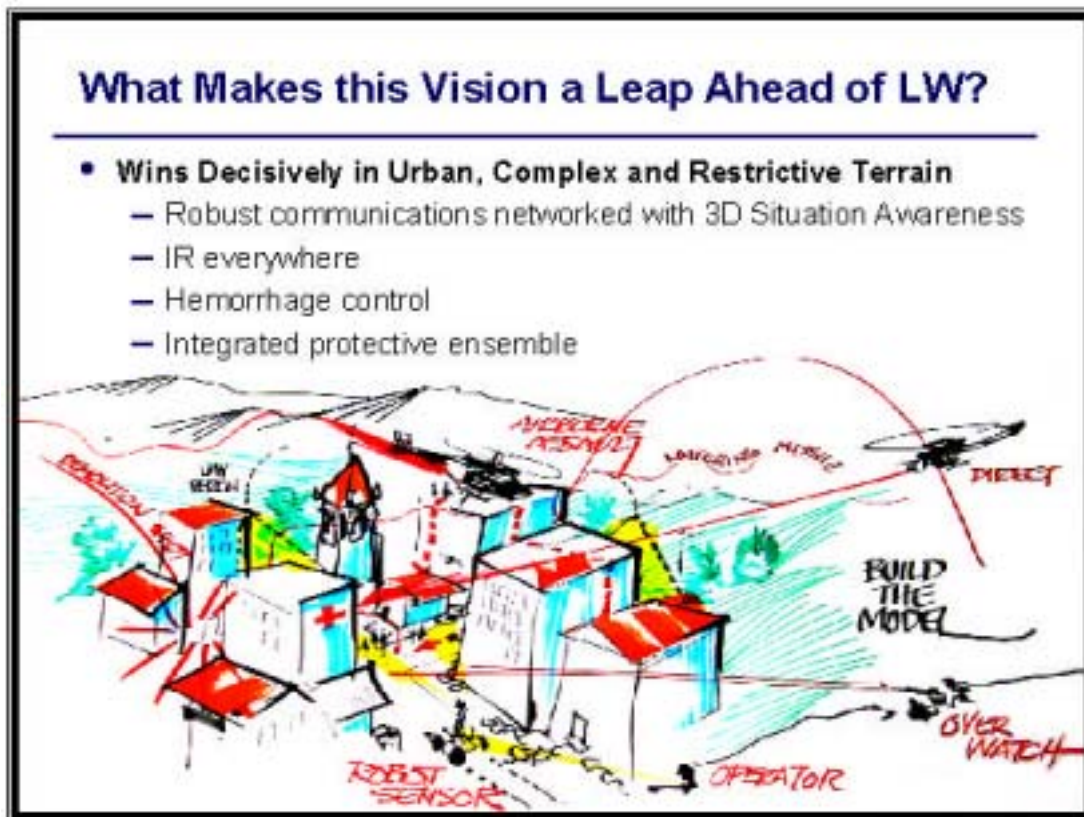 What Makes this Vision a Leap Ahead of LW?
• Wins Decisively in Urban, Complex and Restrictive Terrain
– Robust communications networked with 3D Situation Awareness
– IR everywhere
– Hemorrhage control
– Integrated protective ensemble
AIRBORNE
ASSAULT
DIRECT
BUILD
THE
MODEL
OVER
WATCH
ROBUST
SENSOR
OPERATOR